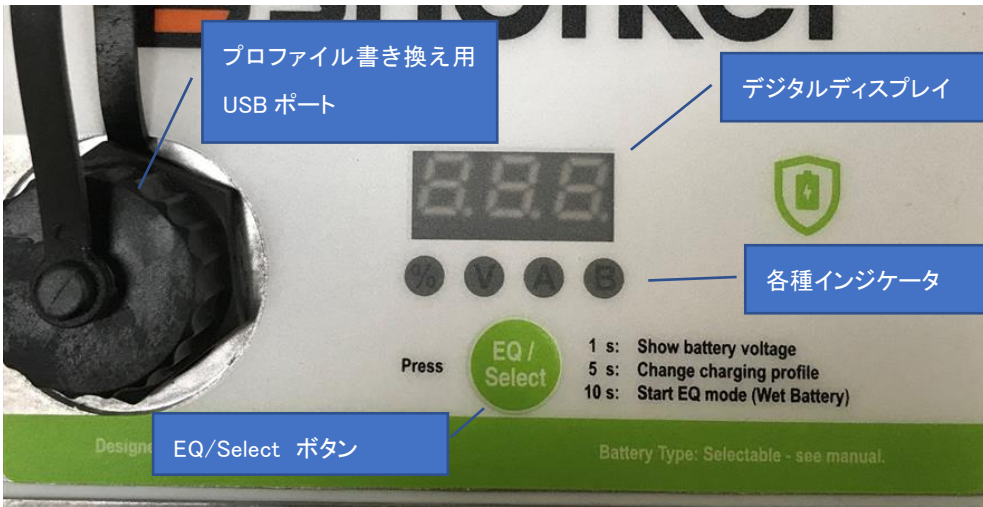 プロファイル書き換え用
USB ポート
デジタルディスプレイ
% V A B
各種インジケータ
Press
EQ /
Select
1 s: Show battery voltage
5 s: Change charging profile
10 s: Start EQ mode (Wet Battery)
EQ/Select ボタン
Battery Type: Selectable - see manual.